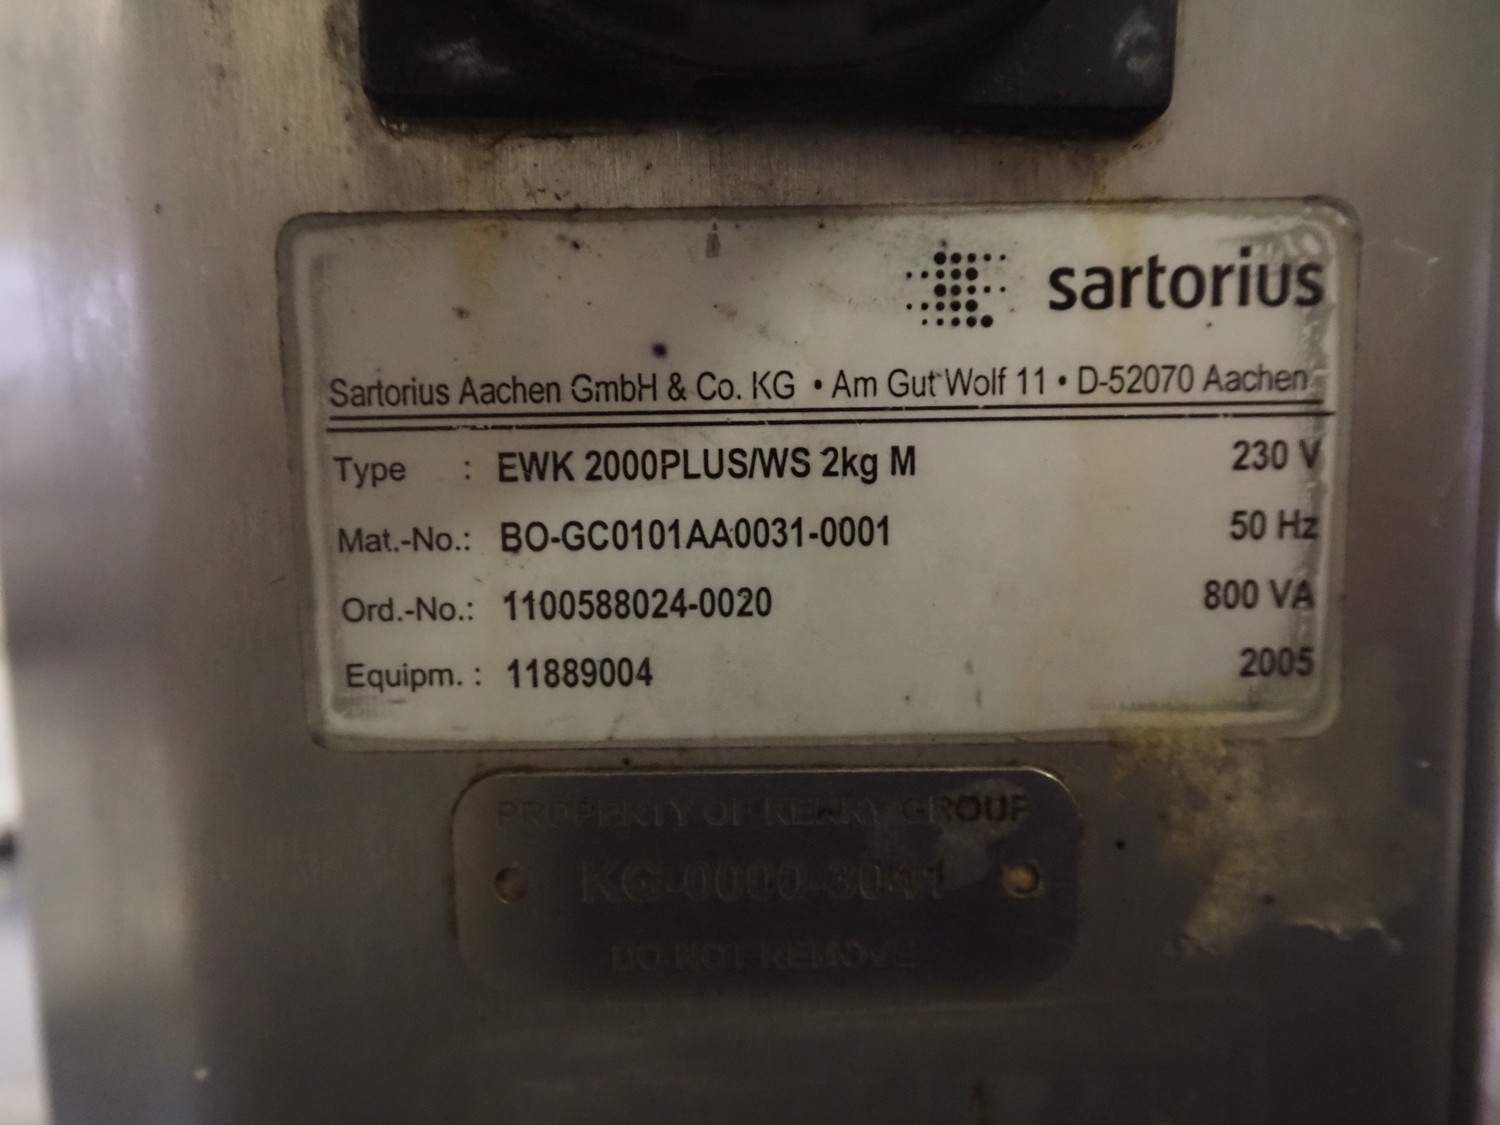 sartorius
Sartorius Aachen GmbH & Co. KG • Am Gut Wolf 11 • D-52070 Aachen
Type : EWK 2000PLUS/WS 2kg M 230 V
Mat.-No.: BO-GC0101AA0031-0001 50 Hz
Ord.-No.: 1100588024-0020 800 VA
Equipm. : 11889004 2005
PROPERTY OF KERRY GROUP
DO NOT REMOVE